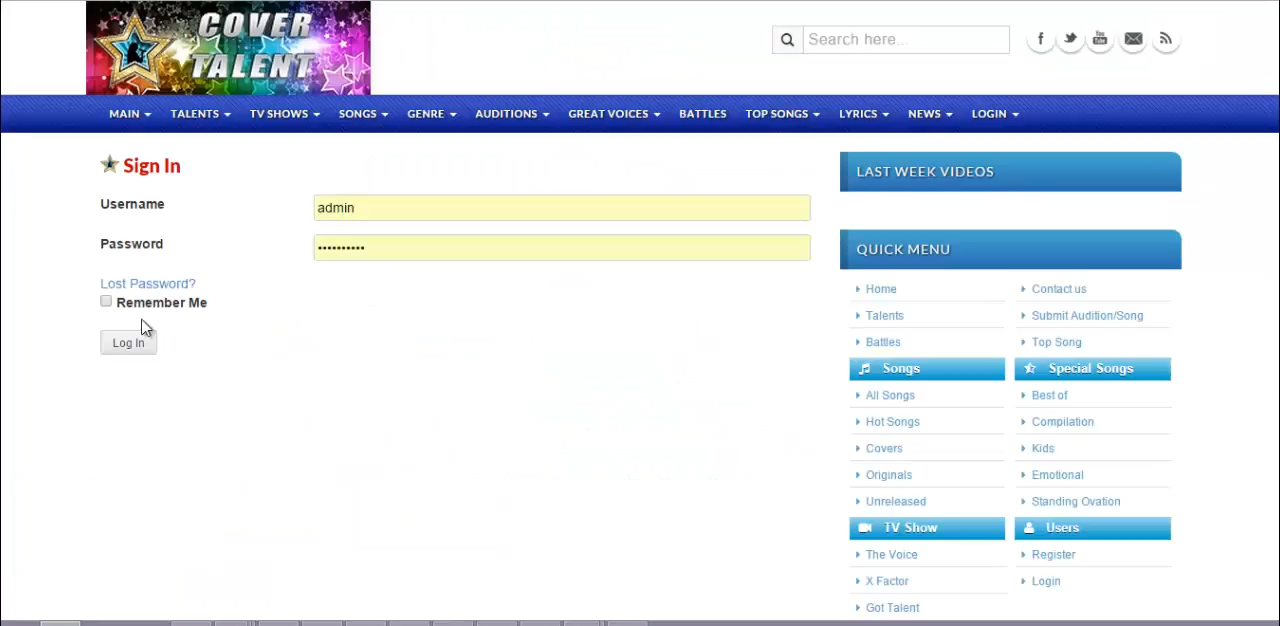 COVER
TALENT
Search here...
You
Tube
MAIN TALENTS TV SHOWS SONGS GENRE AUDITIONS GREAT VOICES BATTLES TOP SONGS LYRICS NEWS LOGIN
Sign In
Username
admin
Password
••••••••••
Lost Password?
Remember Me
Log In
LAST WEEK VIDEOS
QUICK MENU
Home
Contact us
Talents
Submit Audition/Song
Battles
Top Song
Songs
Special Songs
All Songs
Best of
Hot Songs
Compilation
Covers
Kids
Originals
Emotional
Unreleased
Standing Ovation
TV Show
Users
The Voice
Register
X Factor
Login
Got Talent